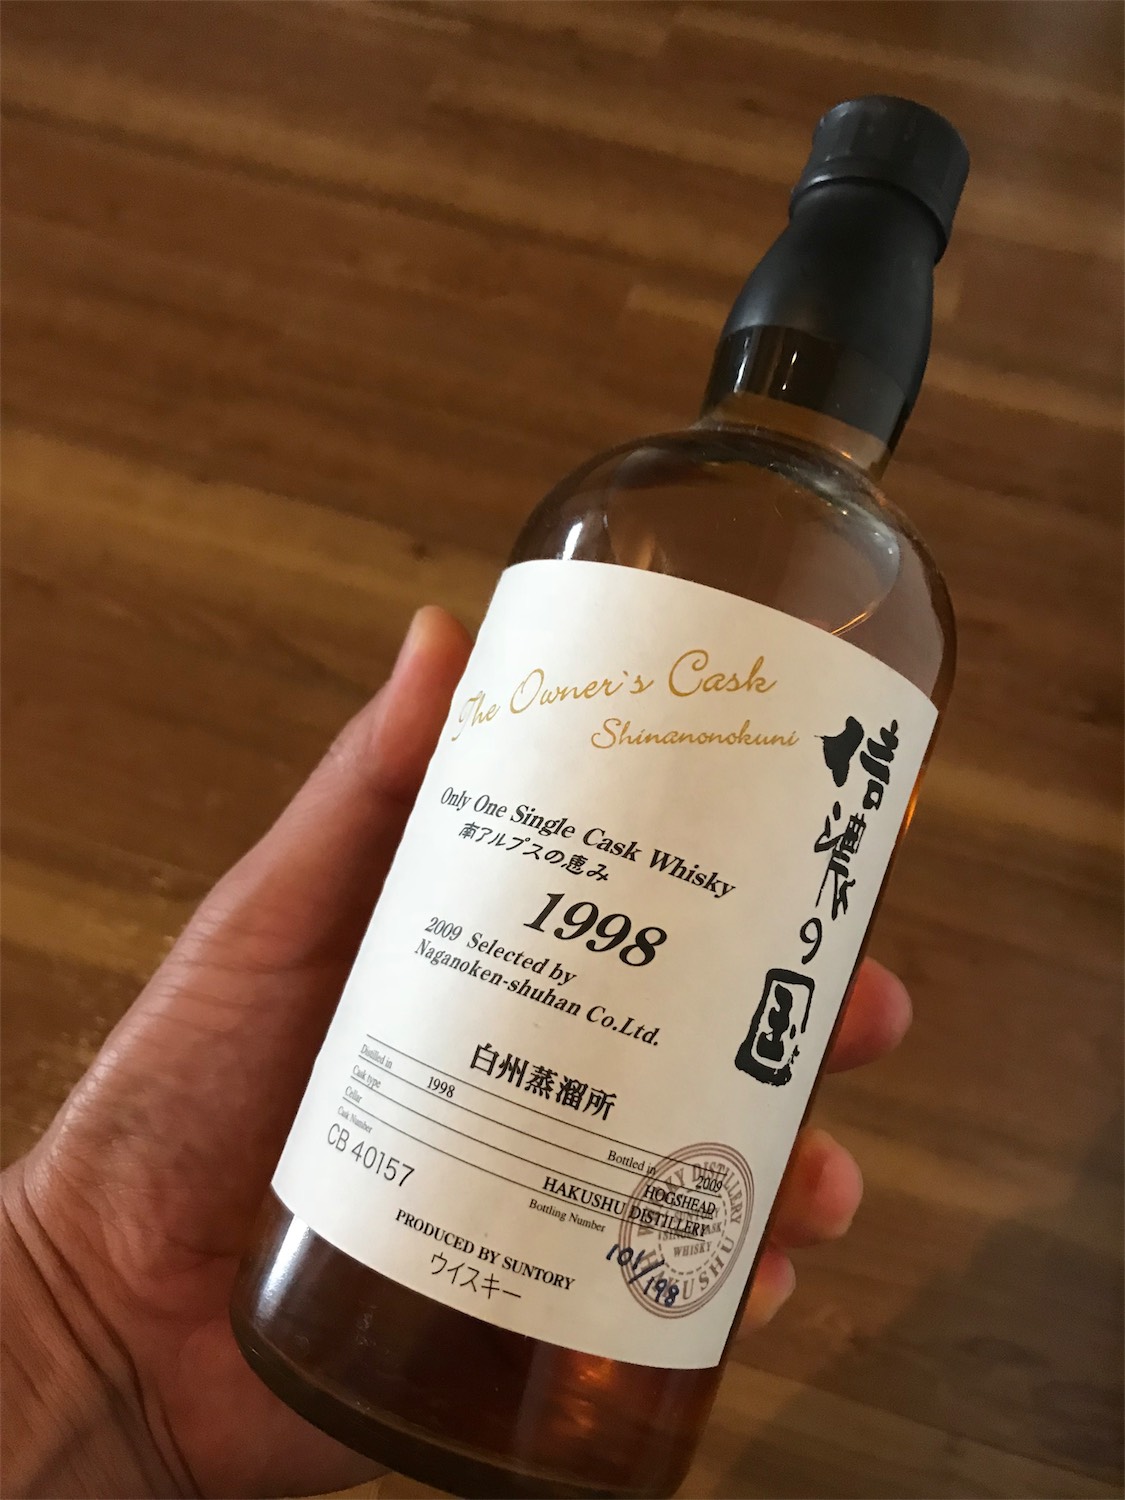 The Owner's Cask
Shinanonokuni
信濃の国
Only One Single Cask Whisky
南アルプスの恵み
1998
2009 Selected by
Naganoken-shuhan Co.Ltd.
白州蒸溜所
Distilled in 1998 Bottled in 2009
Cask type HOGSHEAD
Cellar HAKUSHU DISTILLERY
Cask Number CB 40157 Bottling Number 101/198
PRODUCED BY SUNTORY
ウイスキー
DISTILLERY
HAKUSHU
WHISKY